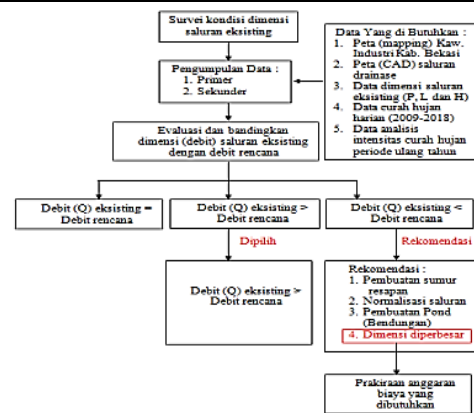 Survei kondisi dimensi
saluran eksisting
Pengumpulan Data :
1. Primer
2. Sekunder
Data Yang di Butuhkan :
1. Peta (mapping) Kaw.
Industri Kab. Bekasi
2. Peta (CAD) saluran
drainase
3. Data dimensi saluran
eksisting (P, L dan H)
4. Data curah hujan
harian (2009-2018)
5. Data analisis
intensitas curah hujan
periode ulang tahun
Evaluasi dan bandingkan
dimensi (debit) saluran eksisting
dengan debit rencana
Debit (Q) eksisting =
Debit rencana
Debit (Q) eksisting >
Debit rencana
Debit (Q) eksisting <
Debit rencana
Dipilih
Rekomendasi
Debit (Q) eksisting >
Debit rencana
Rekomendasi :
1. Pembuatan sumur
resapan
2. Normalisasi saluran
3. Pembuatan Pond
(Bendungan)
4. Dimensi diperbesar
Prakiraan anggaran
biaya yang
dibutuhkan